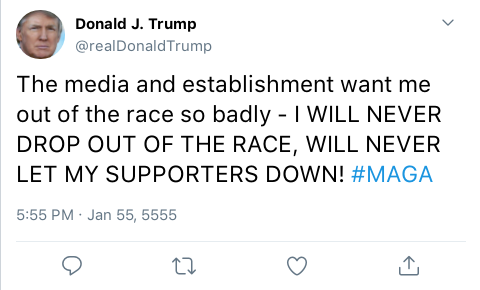 Donald J. Trump
@realDonaldTrump
The media and establishment want me
out of the race so badly - I WILL NEVER
DROP OUT OF THE RACE, WILL NEVER
LET MY SUPPORTERS DOWN! #MAGA
5:55 PM · Jan 55, 5555